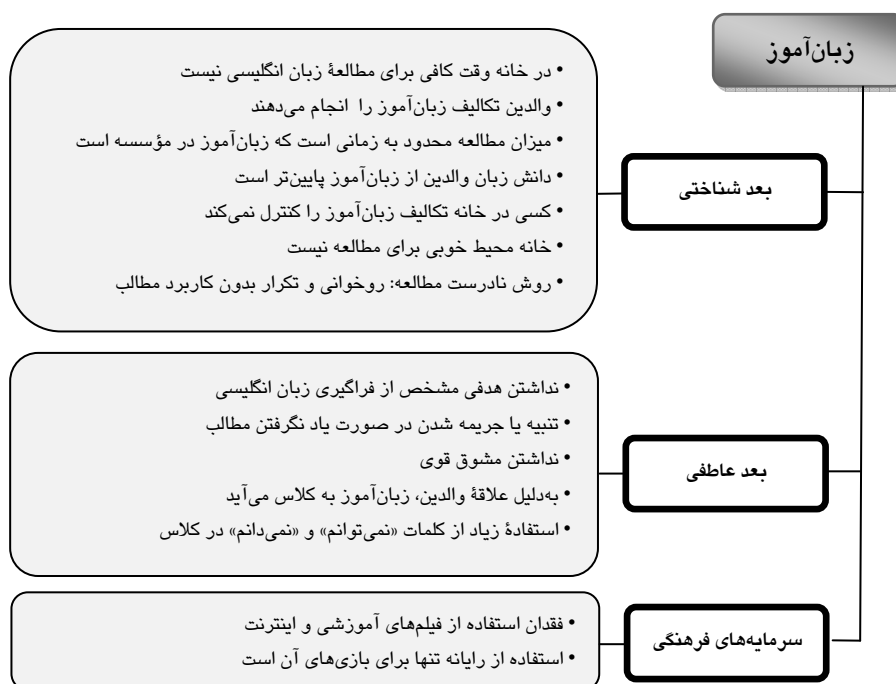 زبان‌آموز
بعد شناختی
• در خانه وقت کافی برای مطالعهٔ زبان انگلیسی نیست
• والدین تکالیف زبان‌آموز را انجام می‌دهند
• میزان مطالعه محدود به زمانی است که زبان‌آموز در مؤسسه است
• دانش زبان والدین از زبان‌آموز پایین‌تر است
• کسی در خانه تکالیف زبان‌آموز را کنترل نمی‌کند
• خانه محیط خوبی برای مطالعه نیست
• روش نادرست مطالعه: روخوانی و تکرار بدون کاربرد مطالب
بعد عاطفی
• نداشتن هدفی مشخص از فراگیری زبان انگلیسی
• تنبیه یا جریمه شدن در صورت یاد نگرفتن مطالب
• نداشتن مشوق قوی
• به‌دلیل علاقهٔ والدین، زبان‌آموز به کلاس می‌آید
• استفادهٔ زیاد از کلمات «نمی‌توانم» و «نمی‌دانم» در کلاس
سرمایه‌های فرهنگی
• فقدان استفاده از فیلم‌های آموزشی و اینترنت
• استفاده از رایانه تنها برای بازی‌های آن است